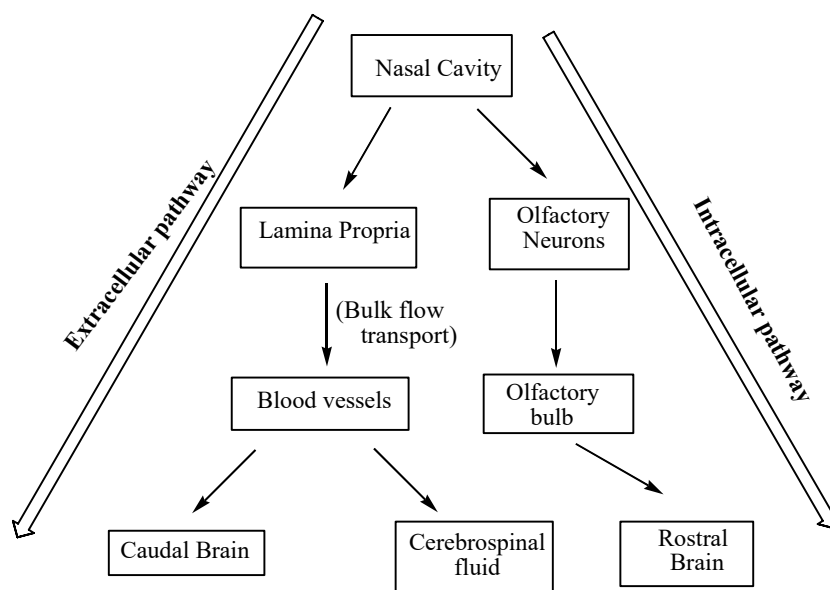 Nasal Cavity
Extracellular pathway
Intracellular pathway
Lamina Propria
Olfactory
Neurons
(Bulk flow
transport)
Blood vessels
Olfactory
bulb
Caudal Brain
Cerebrospinal
fluid
Rostral
Brain